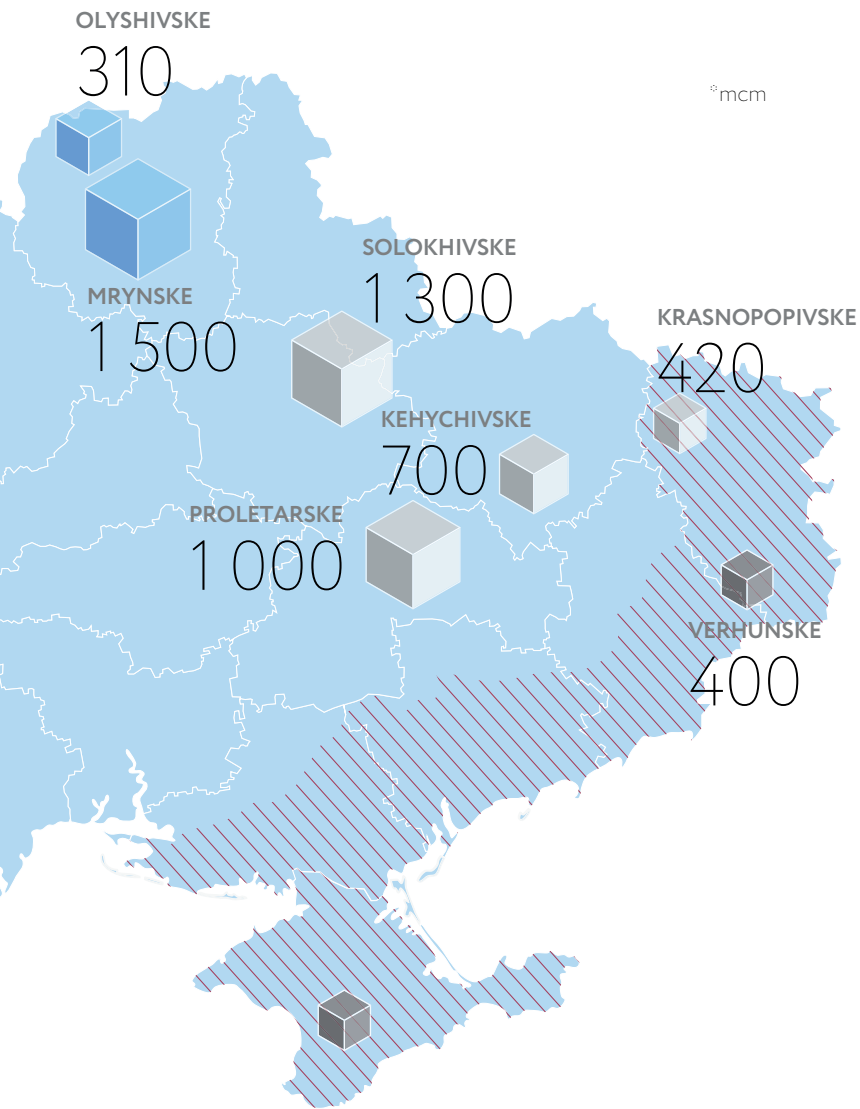 OLYSHIVSKE
310
*mcm
SOLOKHIVSKE
1 300
MRYNSKE
1 500
KRASNOPOPIVSKE
420
KEHYCHIVSKE
700
PROLETARSKE
1 000
VERHUNSKE
400